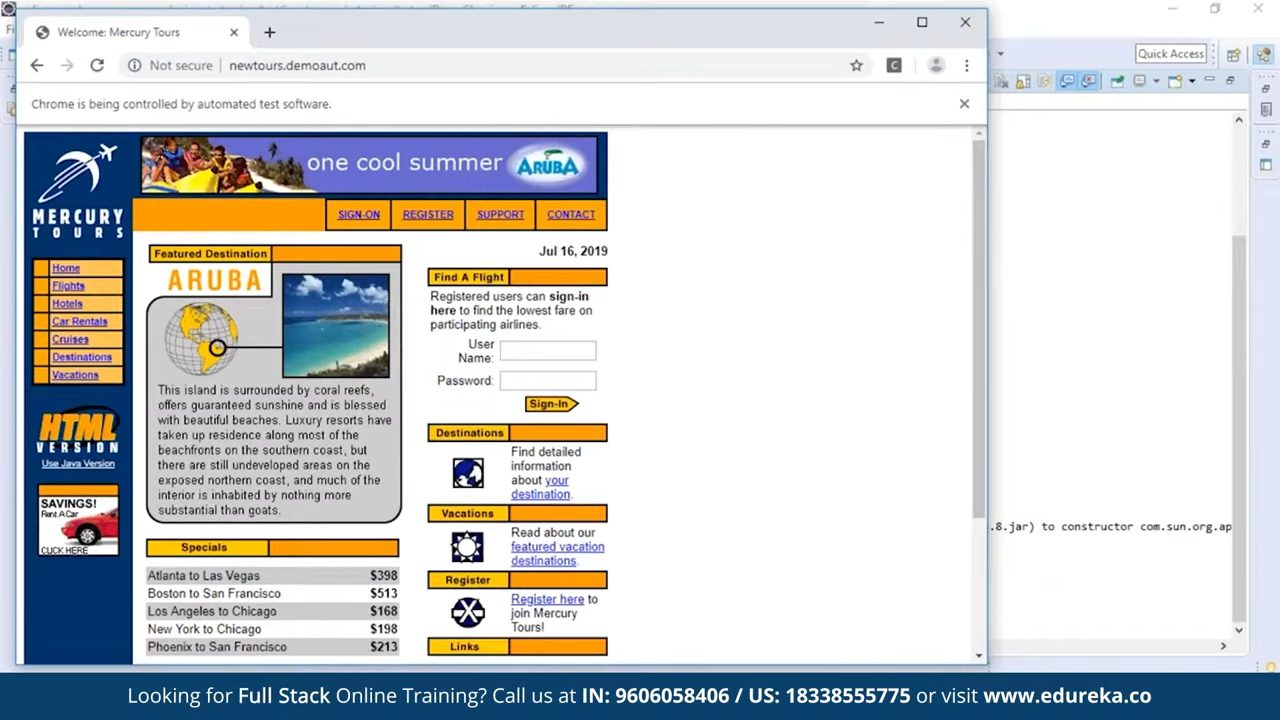 Welcome: Mercury Tours
Quick Access
Not secure | newtours.demoaut.com
C
Chrome is being controlled by automated test software.
one cool summer ARUBA
MERCURY
TOURS
SIGN-ON
REGISTER
SUPPORT
CONTACT
Jul 16, 2019
Home
Flights
Hotels
Car Rentals
Cruises
Destinations
Vacations
HTML
VERSION
Use Java Version
SAVINGS!
Rent A Car
CLICK HERE
Featured Destination
ARUBA
This island is surrounded by coral reefs,
offers guaranteed sunshine and is blessed
with beautiful beaches. Luxury resorts have
taken up residence along most of the
beachfronts on the southern coast, but
there are still undeveloped areas on the
exposed northern coast, and much of the
interior is inhabited by nothing more
substantial than goats.
Specials
Atlanta to Las Vegas $398
Boston to San Francisco $513
Los Angeles to Chicago $168
New York to Chicago $198
Phoenix to San Francisco $213
Find A Flight
Registered users can sign-in
here to find the lowest fare on
participating airlines.
User
Name:
Password:
Sign-In
Destinations
Find detailed
information
about your
destination.
Vacations
Read about our
featured vacation
destinations.
Register
Register here to
join Mercury
Tours!
Links
.8.jar) to constructor com.sun.org.ap
Looking for Full Stack Online Training? Call us at IN: 9606058406 / US: 18338555775 or visit www.edureka.co